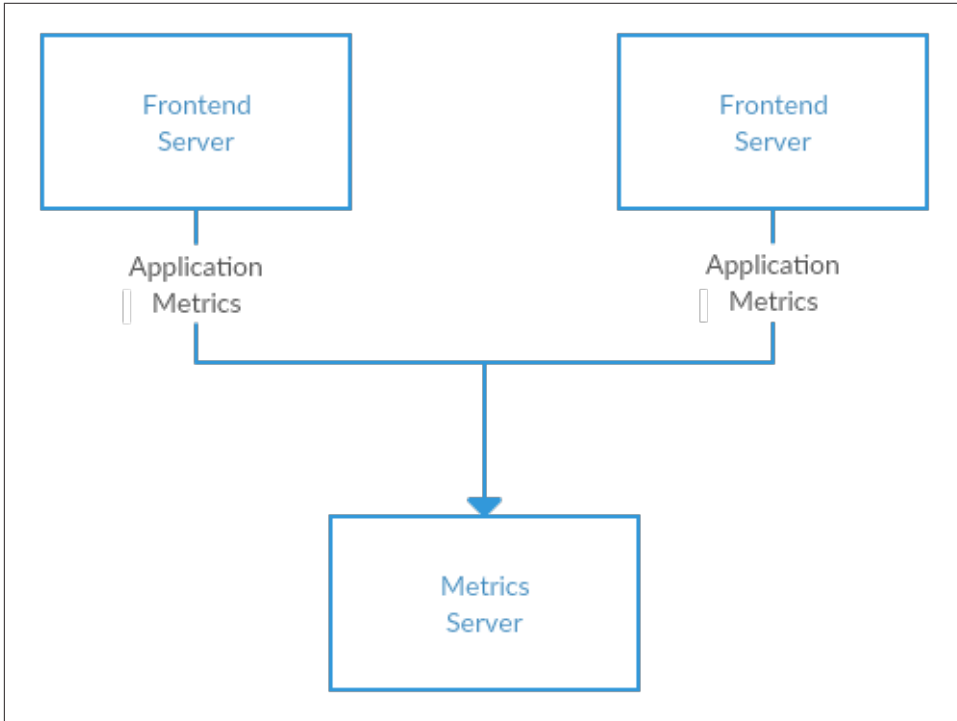 Frontend
Server
Frontend
Server
Application
Metrics
Application
Metrics
Metrics
Server